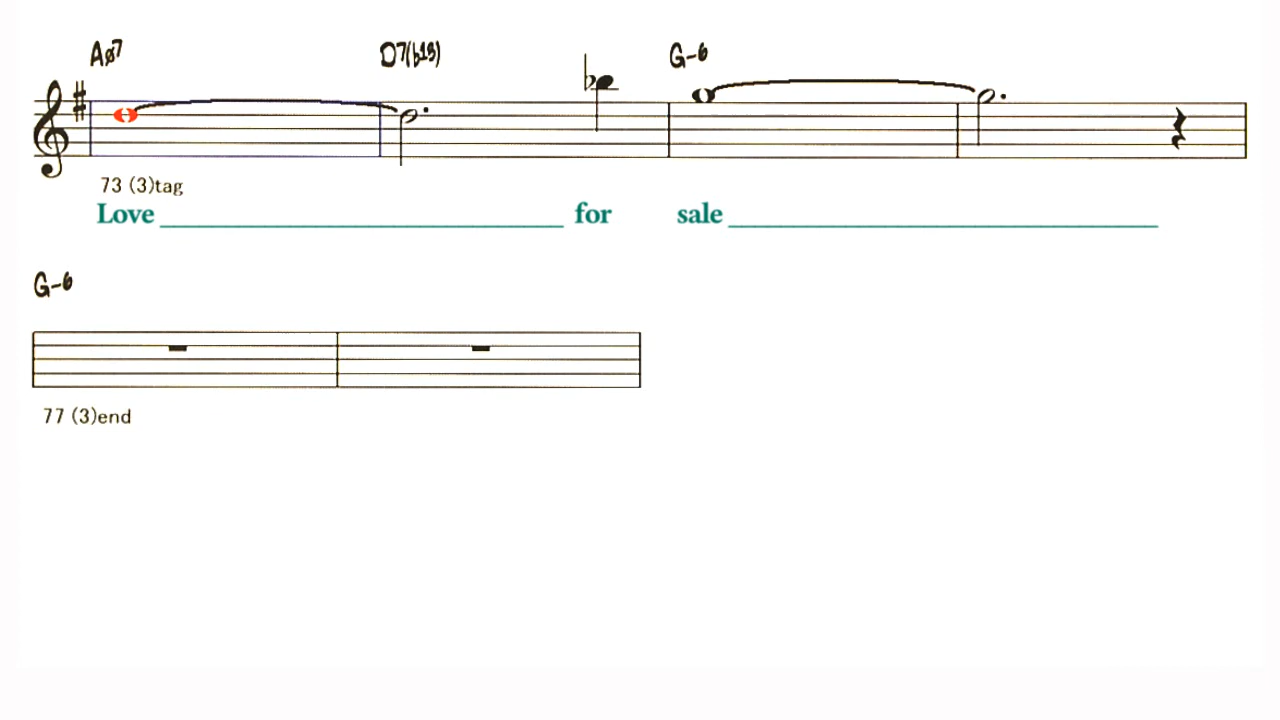 Aø7 D7(b13) G-6
73 (3)tag
Love for sale
G-6
77 (3)end